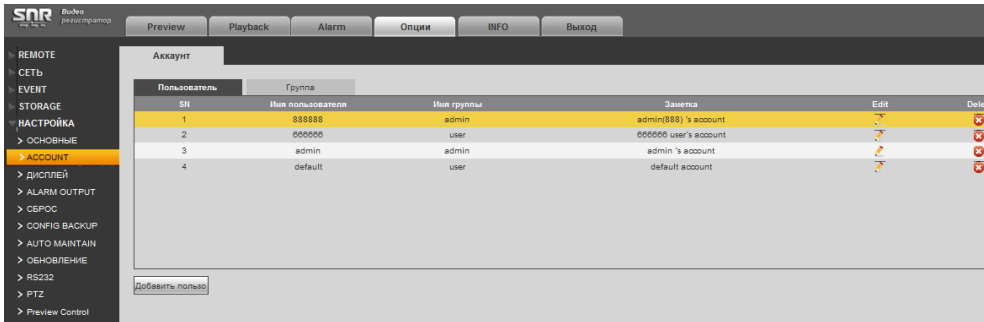 SNR Видео регистратор
Preview Playback Alarm Опции INFO Выход
REMOTE
СЕТЬ
EVENT
STORAGE
НАСТРОЙКА
> ОСНОВНЫЕ
> ACCOUNT
> ДИСПЛЕЙ
> ALARM OUTPUT
> СБРОС
> CONFIG BACKUP
> AUTO MAINTAIN
> ОБНОВЛЕНИЕ
> RS232
> PTZ
> Preview Control
Аккаунт
Пользователь Группа
SN Имя пользователя Имя группы Заметка Edit Dele
1 888888 admin admin(888) 's account
2 666666 user 666666 user's account
3 admin admin admin 's account
4 default user default account
Добавить пользо